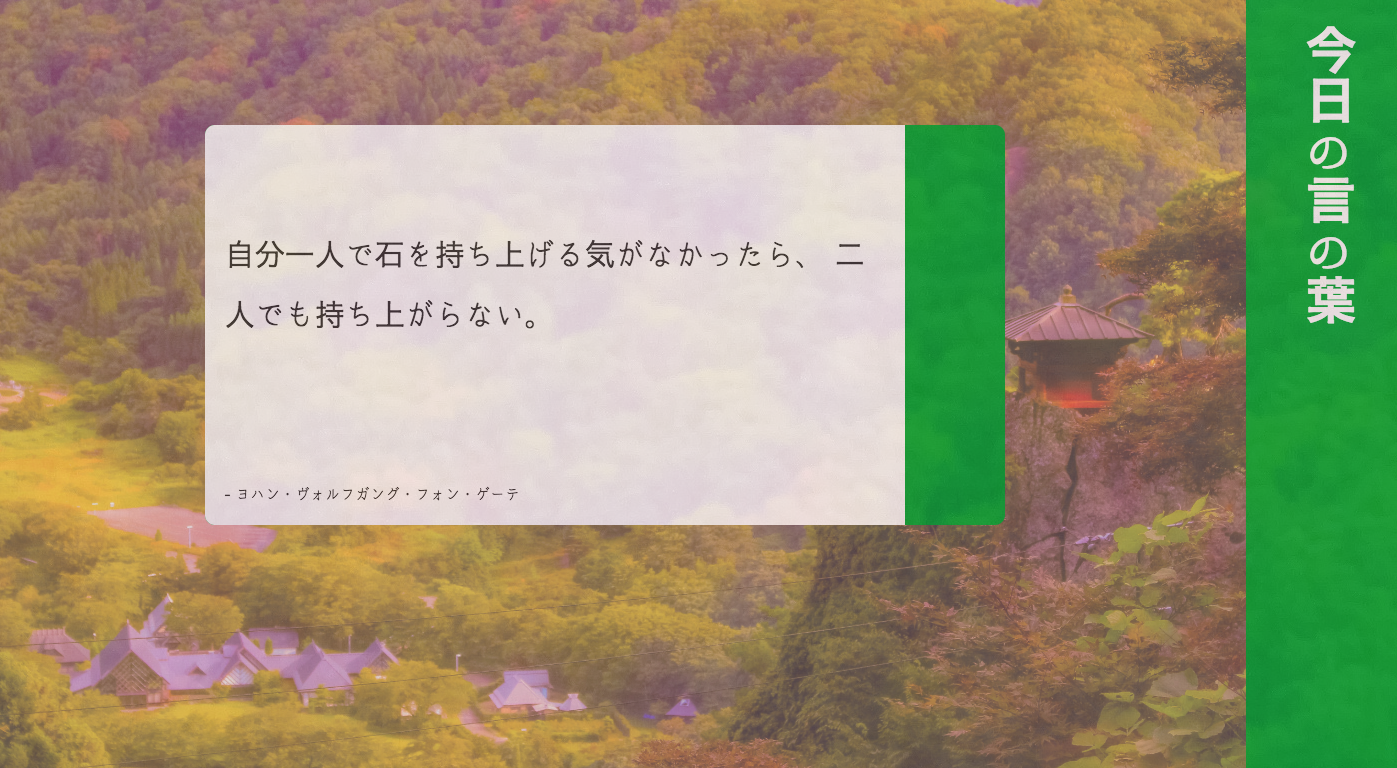 今日の言の葉
自分一人で石を持ち上げる気がなかったら、 二
人でも持ち上がらない。
- ヨハン・ヴォルフガング・フォン・ゲーテ